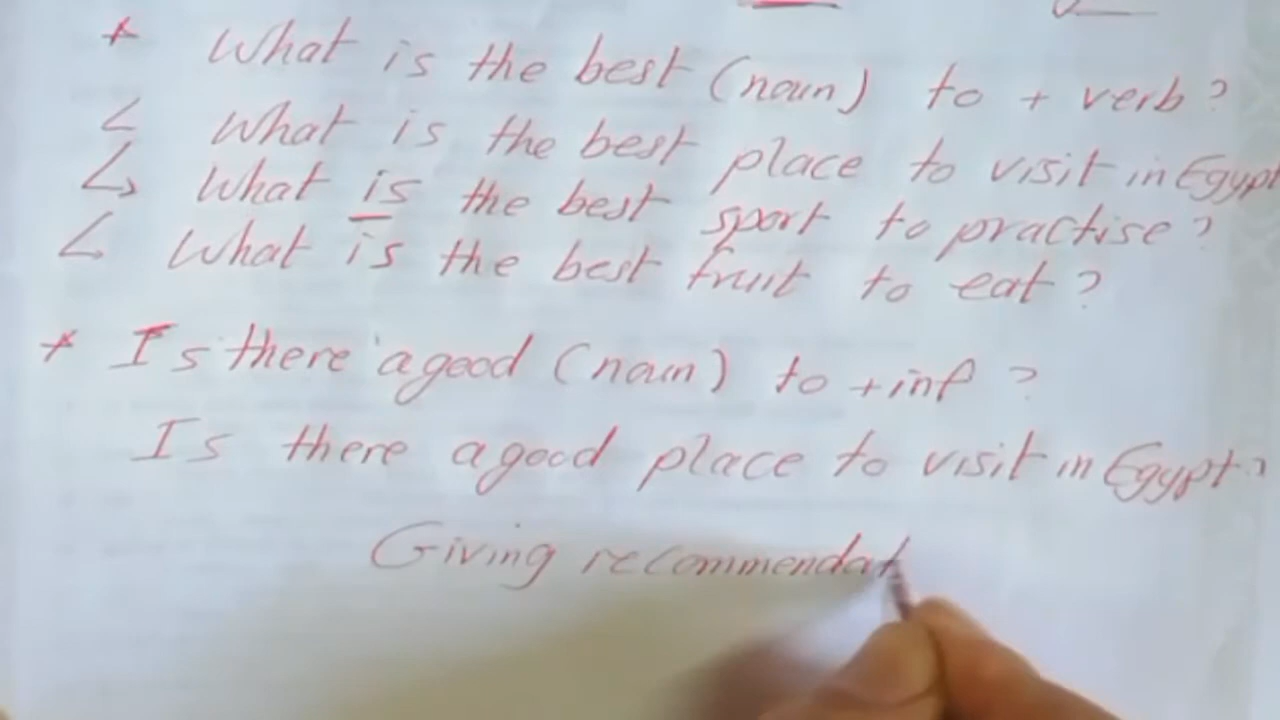 * What is the best (noun) to + verb?
What is the best place to visit in Egypt
What is the best sport to practise?
What is the best fruit to eat?
* Is there a good (noun) to + inf ?
Is there a good place to visit in Egypt?
Giving recommendat